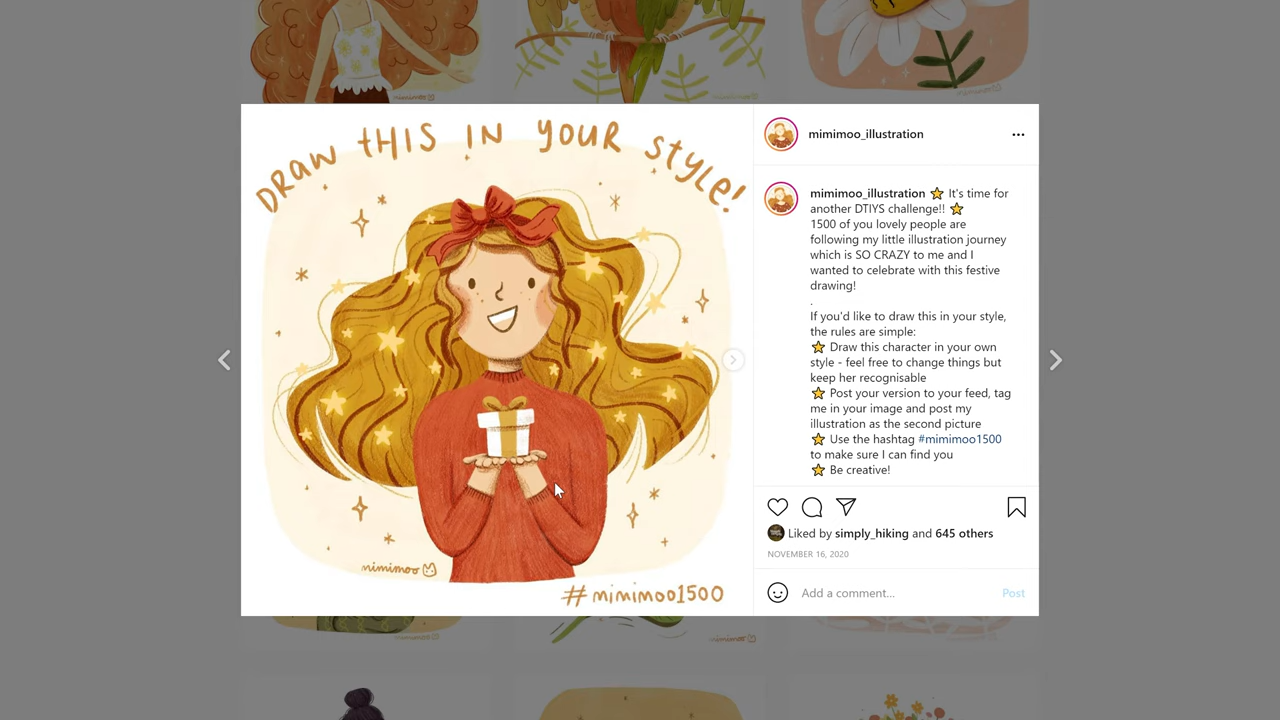 DRAW THIS IN YOUR STYLE!
mimimoo
#mimimoo1500
mimimoo_illustration
mimimoo_illustration ⭐ It's time for
another DTIYS challenge!! ⭐
1500 of you lovely people are
following my little illustration journey
which is SO CRAZY to me and I
wanted to celebrate with this festive
drawing!
.
If you'd like to draw this in your style,
the rules are simple:
⭐ Draw this character in your own
style - feel free to change things but
keep her recognisable
⭐ Post your version to your feed, tag
me in your image and post my
illustration as the second picture
⭐ Use the hashtag #mimimoo1500
to make sure I can find you
⭐ Be creative!
Liked by simply_hiking and 645 others
NOVEMBER 16, 2020
Add a comment...
Post
mimimoo
mimimoo
mimimoo
mimimoo
mimimoo